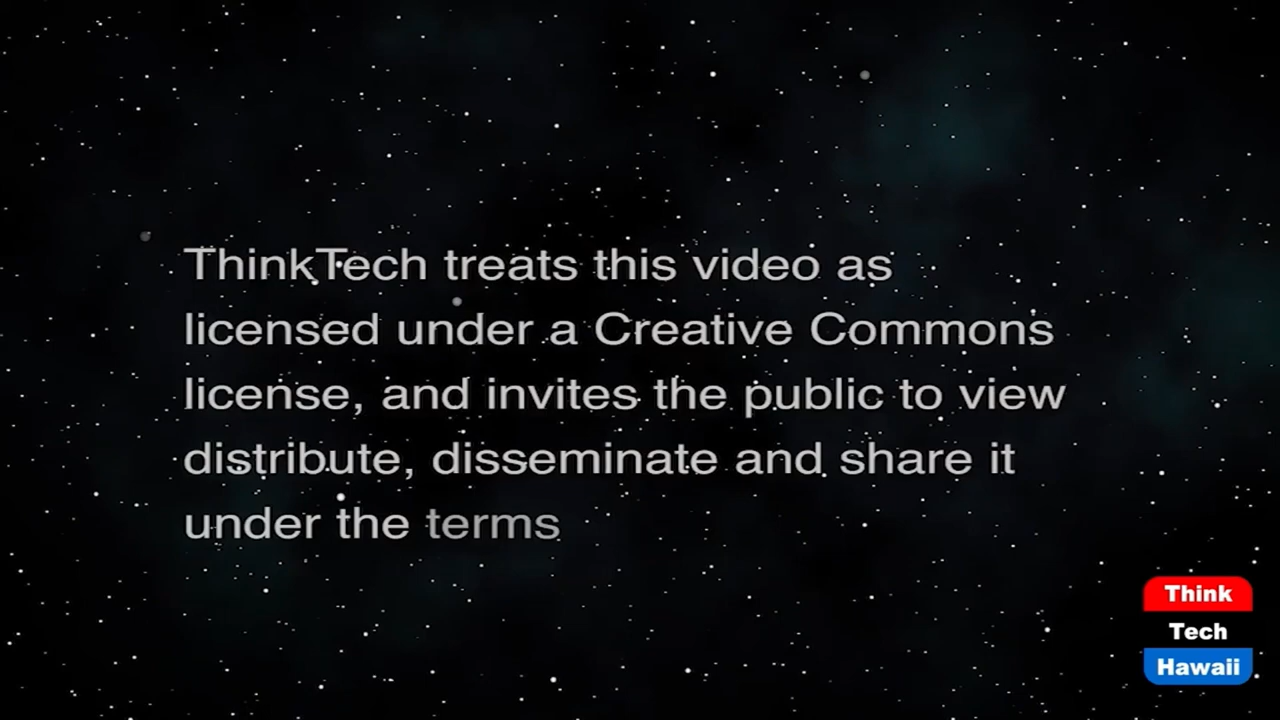 ThinkTech treats this video as
licensed under a Creative Commons
license, and invites the public to view
distribute, disseminate and share it
under the terms
Think
Tech
Hawaii